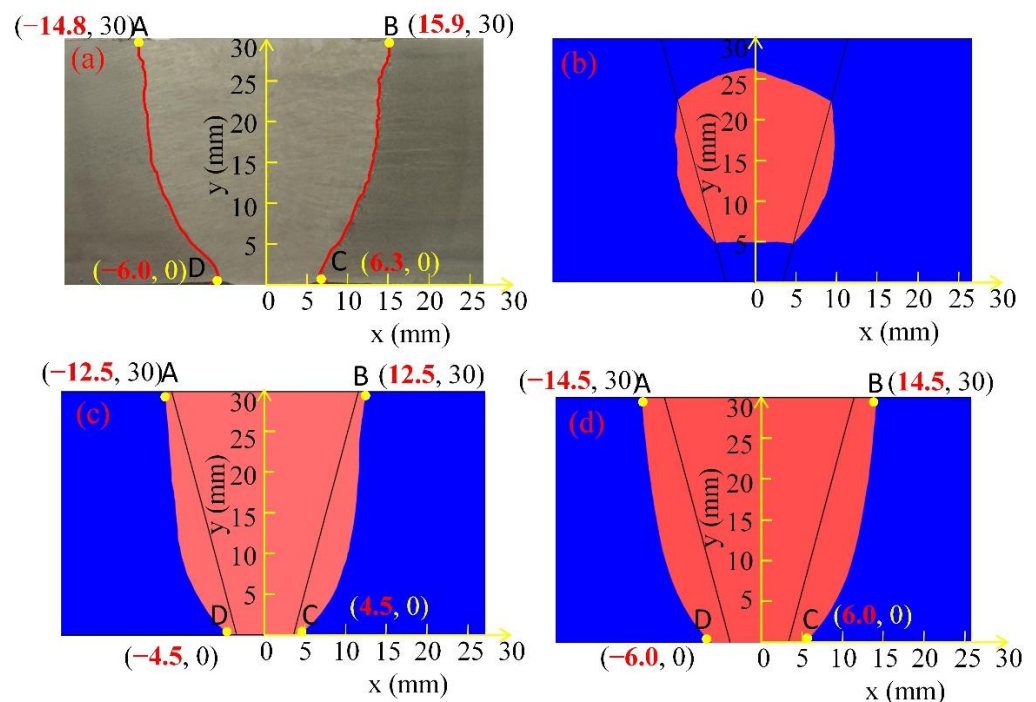 (−14.8, 30) A
B (15.9, 30)
(a)
30
25
20
15
10
5
y (mm)
(−6.0, 0) D
C (6.3, 0)
0 5 10 15 20 25 30
x (mm)
(b)
30
25
20
15
10
5
y (mm)
0 5 10 15 20 25 30
x (mm)
(−12.5, 30) A
B (12.5, 30)
(c)
30
25
20
15
10
5
y (mm)
D
C (4.5, 0)
(−4.5, 0)
0 5 10 15 20 25 30
x (mm)
(−14.5, 30) A
B (14.5, 30)
(d)
30
25
20
15
10
5
y (mm)
D
C (6.0, 0)
(−6.0, 0)
0 5 10 15 20 25 30
x (mm)